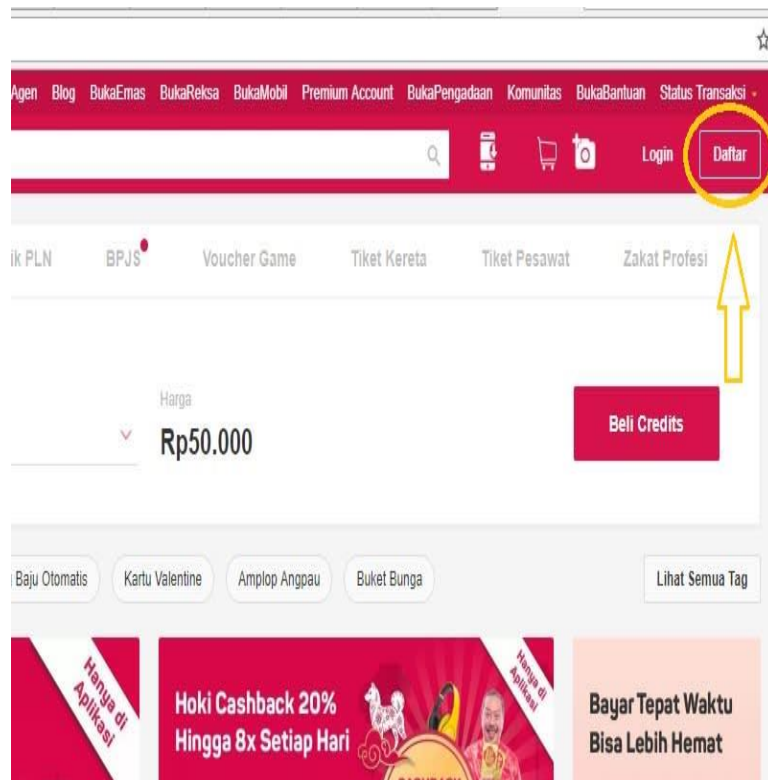 Agen Blog BukaEmas BukaReksa BukaMobil Premium Account BukaPengadaan Komunitas BukaBantuan Status Transaksi
Login Daftar
ik PLN BPJS Voucher Game Tiket Kereta Tiket Pesawat Zakat Profesi
Harga
Rp50.000
Beli Credits
Baju Otomatis Kartu Valentine Amplop Angpau Buket Bunga Lihat Semua Tag
Hanya di
Aplikasi
Hoki Cashback 20%
Hingga 8x Setiap Hari
Hanya di
Aplikasi
CASHBACK
Bayar Tepat Waktu
Bisa Lebih Hemat